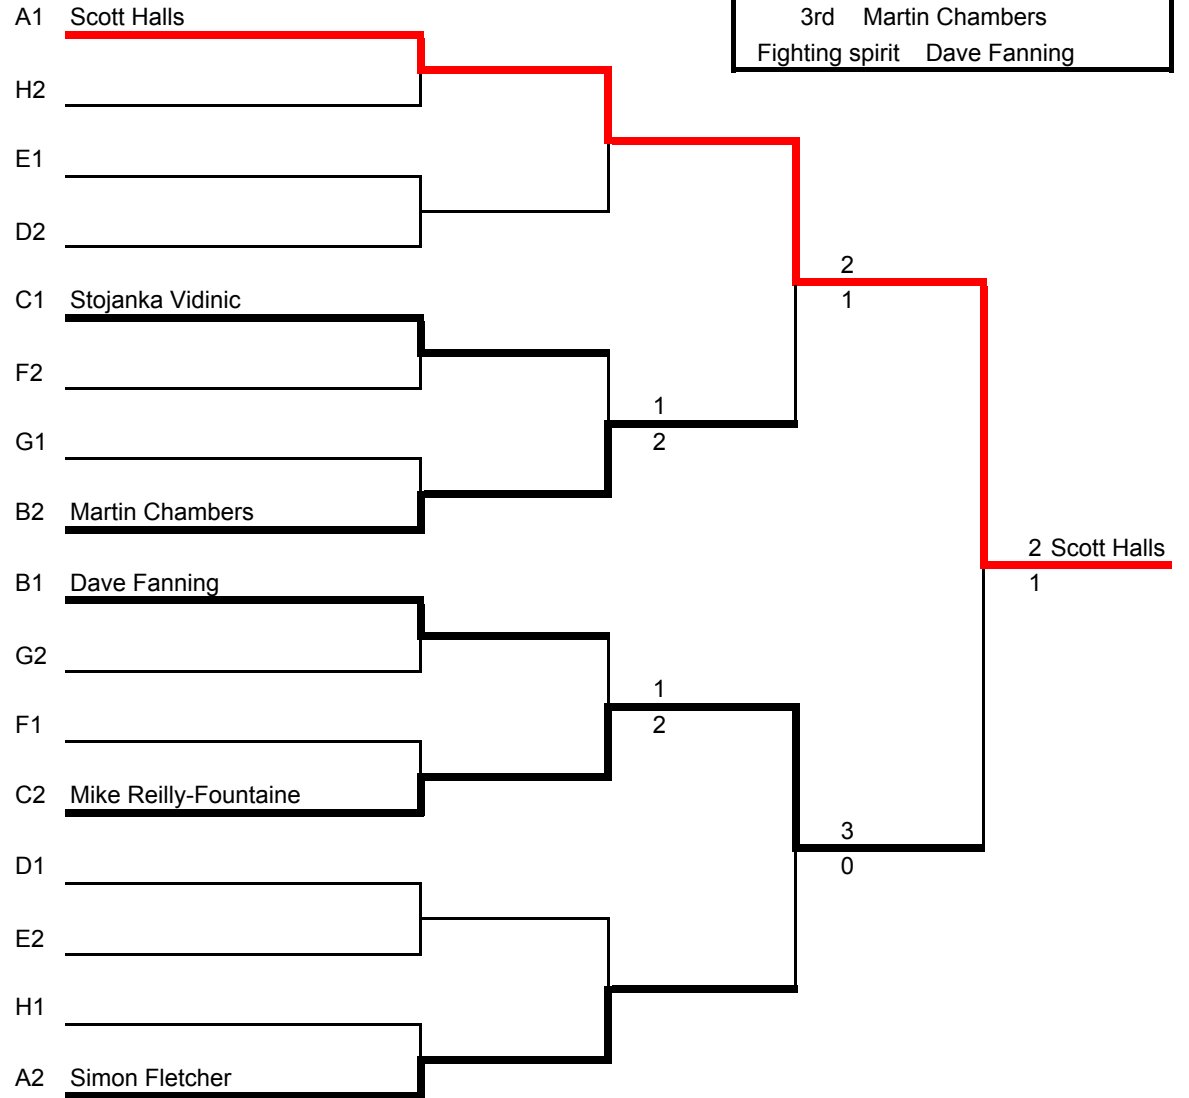 A1 Scott Halls
3rd Martin Chambers
Fighting spirit Dave Fanning
H2
E1
D2
2
C1 Stojanka Vidinic
1
F2
1
G1
2
B2 Martin Chambers
2 Scott Halls
B1 Dave Fanning
1
G2
1
F1
2
C2 Mike Reilly-Fountaine
3
D1
0
E2
H1
A2 Simon Fletcher